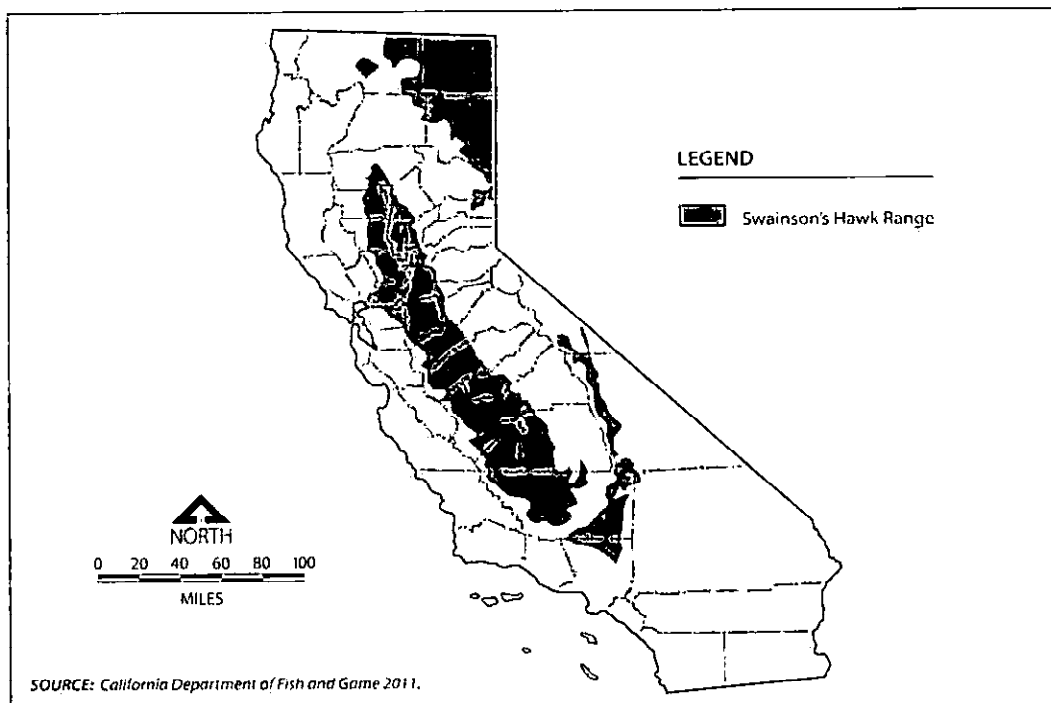 LEGEND
Swainson's Hawk Range
NORTH
0 20 40 60 80 100
MILES
SOURCE: California Department of Fish and Game 2011.